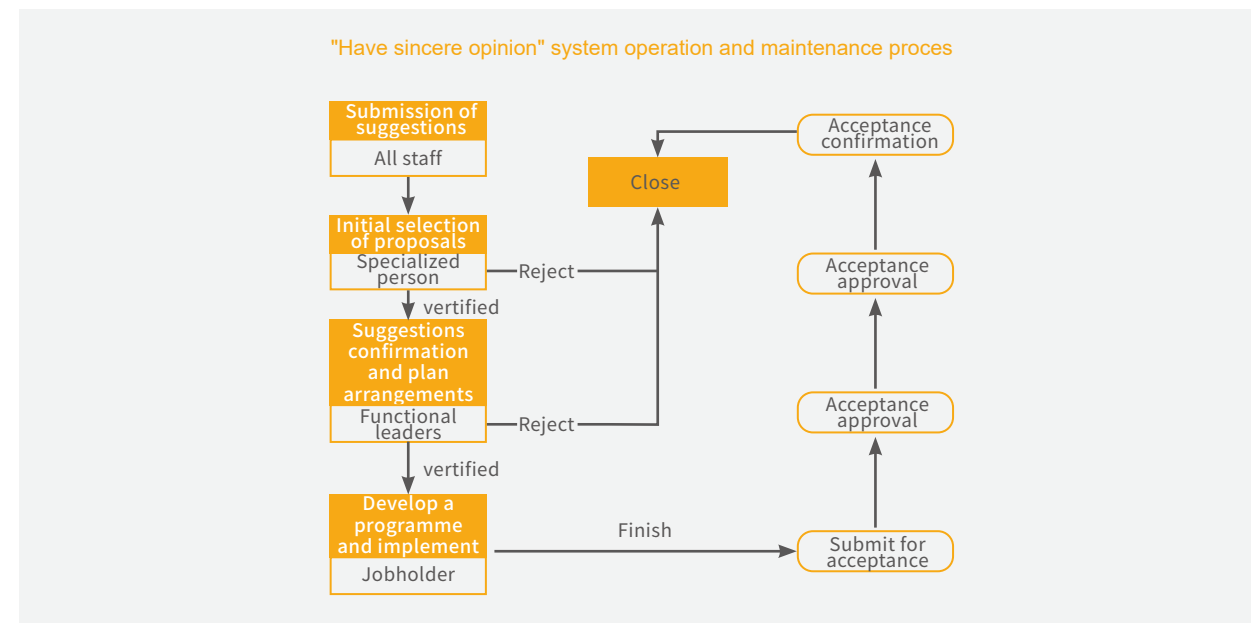 "Have sincere opinion" system operation and maintenance proces
Submission of
suggestions
All staff
Initial selection
of proposals
Specialized
person
Reject
vertified
Suggestions
confirmation
and plan
arrangements
Functional
leaders
Reject
vertified
Develop a
programme
and implement
Jobholder
Finish
Close
Acceptance
confirmation
Acceptance
approval
Acceptance
approval
Submit for
acceptance